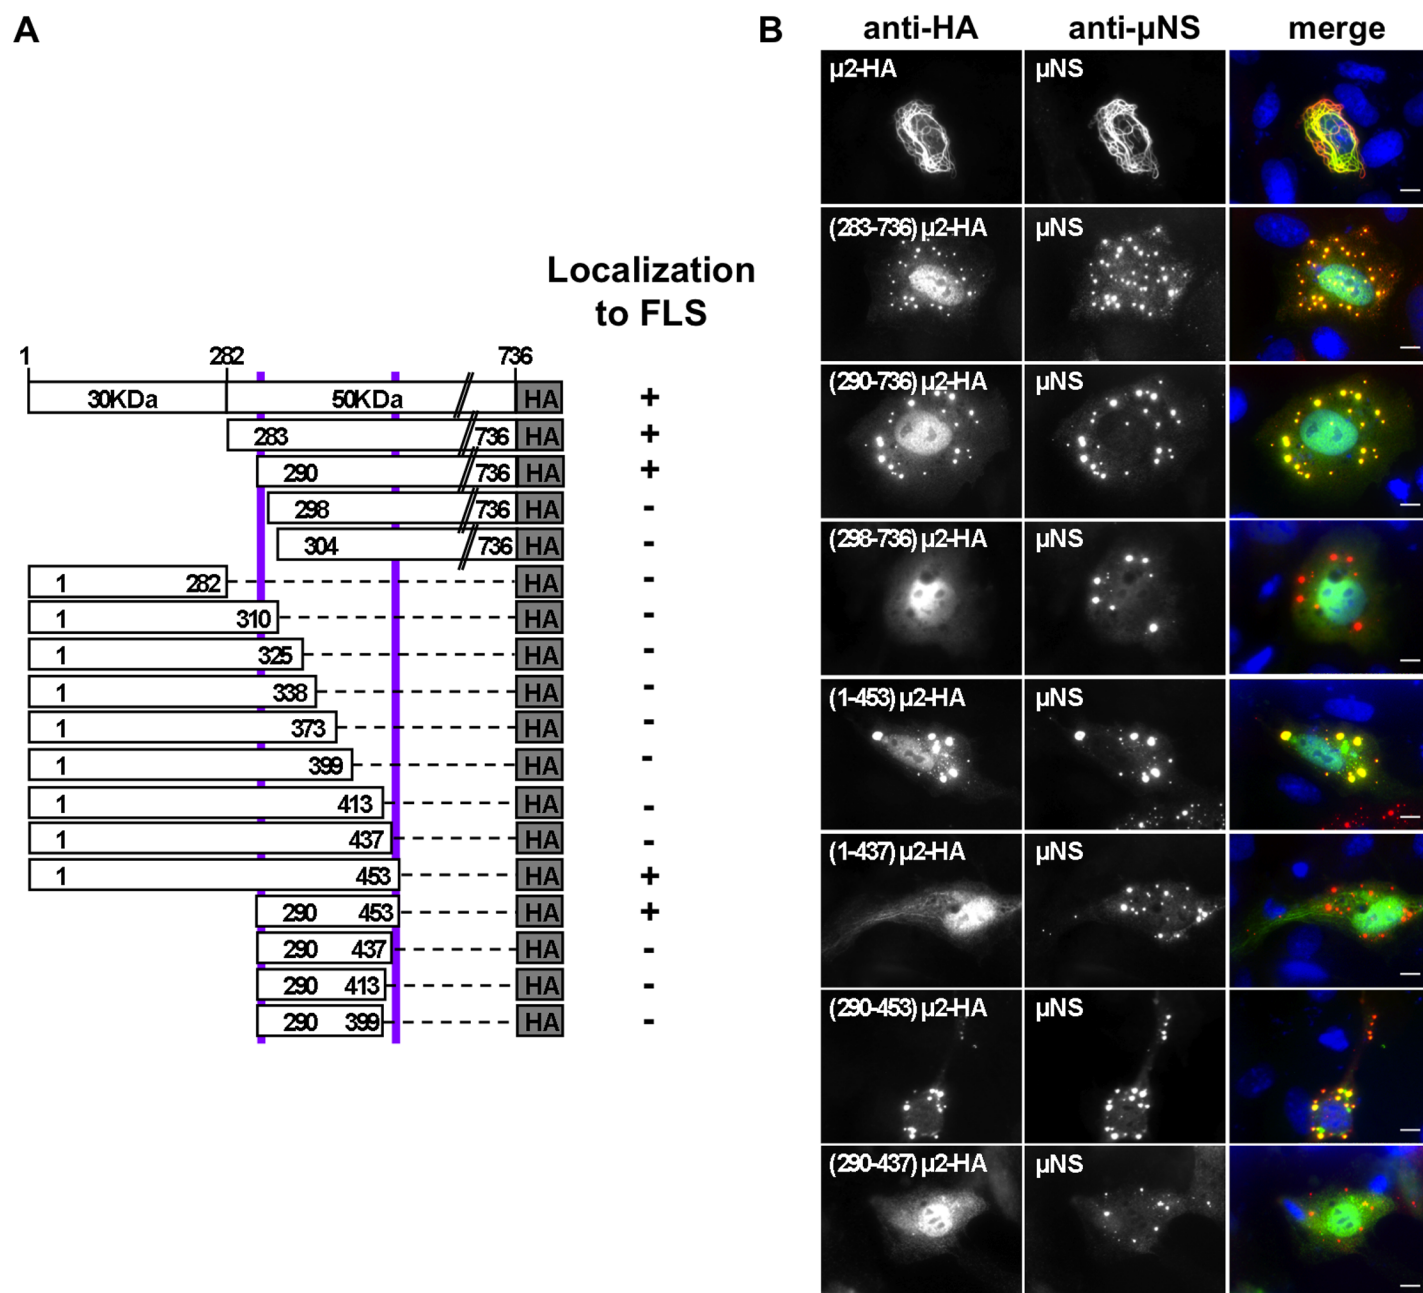 A
Localization
to FLS
1 282 736
30KDa 50KDa HA +
283 736 HA +
290 736 HA +
298 736 HA -
304 736 HA -
1 282 HA -
1 310 HA -
1 325 HA -
1 338 HA -
1 373 HA -
1 399 HA -
1 413 HA -
1 437 HA -
1 453 HA +
290 453 HA +
290 437 HA -
290 413 HA -
290 399 HA -
B
anti-HA anti-µNS merge
µ2-HA µNS
(283-736) µ2-HA µNS
(290-736) µ2-HA µNS
(298-736) µ2-HA µNS
(1-453) µ2-HA µNS
(1-437) µ2-HA µNS
(290-453) µ2-HA µNS
(290-437) µ2-HA µNS